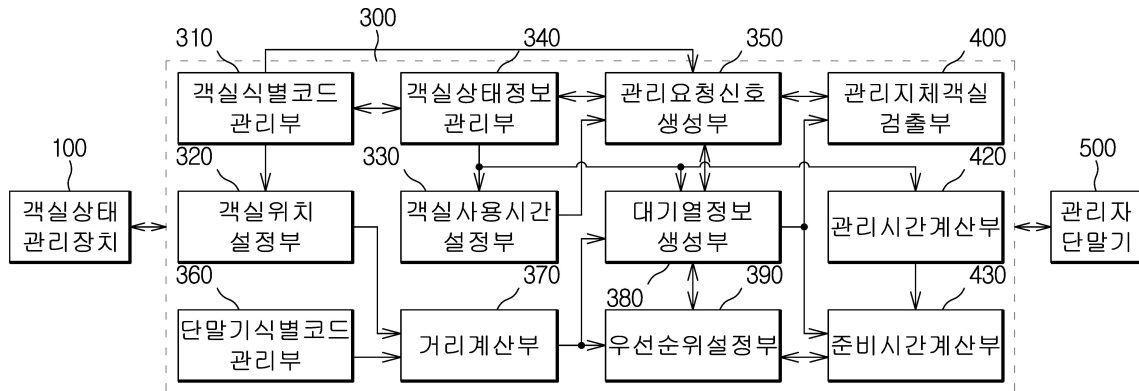 300
310
340
350
400
객실식별코드
관리부
객실상태정보
관리부
관리요청신호
생성부
관리지체객실
검출부
100
320
330
420
500
객실상태
관리장치
객실위치
설정부
객실사용시간
설정부
대기열정보
생성부
관리시간계산부
관리자
단말기
360
370
380
390
430
단말기식별코드
관리부
거리계산부
우선순위설정부
준비시간계산부